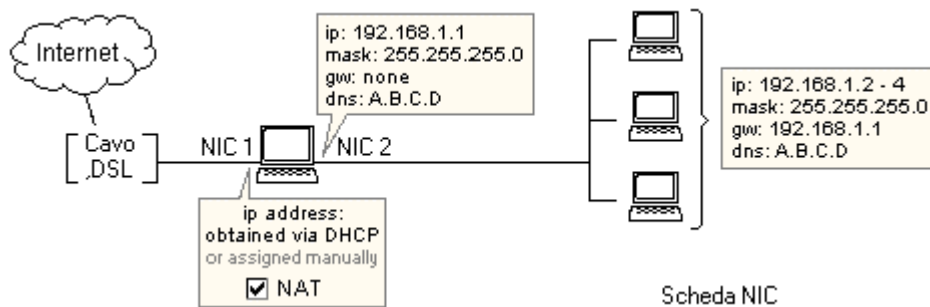 Internet
Cavo
,DSL
NIC 1
NIC 2
ip: 192.168.1.1
mask: 255.255.255.0
gw: none
dns: A.B.C.D
ip address:
obtained via DHCP
or assigned manually
NAT
ip: 192.168.1.2 - 4
mask: 255.255.255.0
gw: 192.168.1.1
dns: A.B.C.D
Scheda NIC